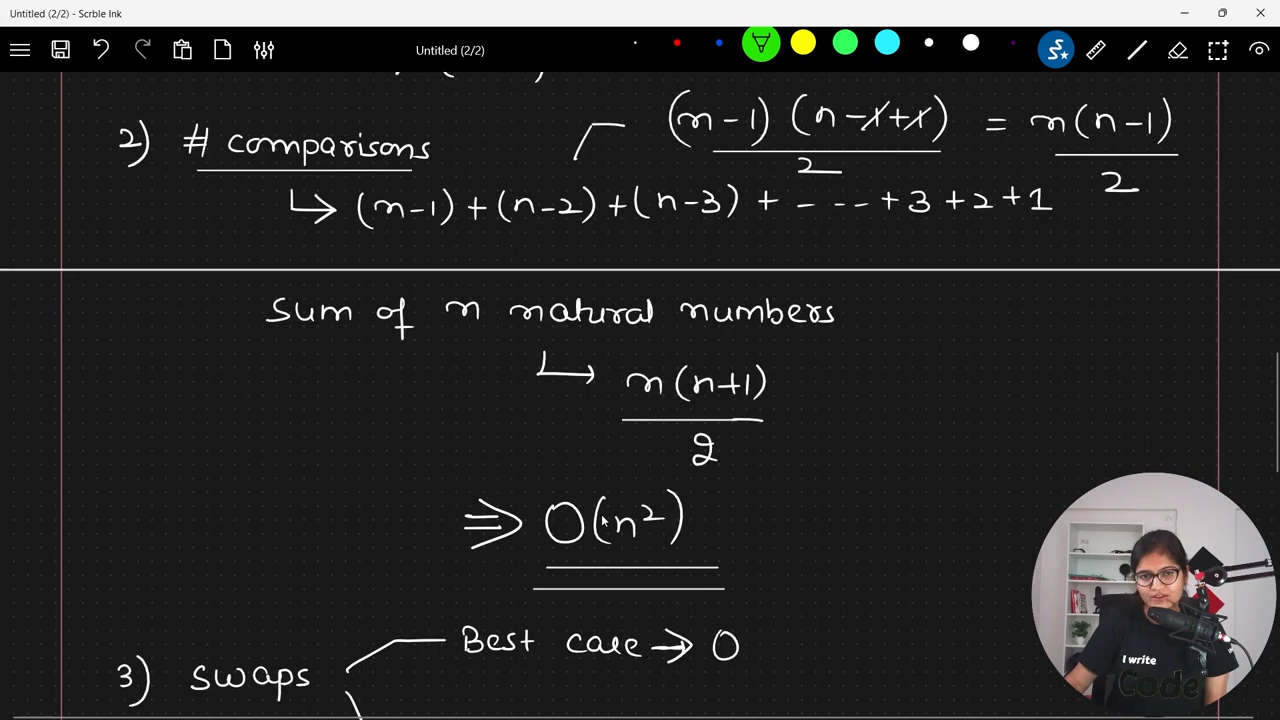 Untitled (2/2) - Scrble Ink
Untitled (2/2)
2) # comparisons
(n-1) (n-1+1) / 2 = n(n-1) / 2
↳ (n-1) + (n-2) + (n-3) + - - - - + 3 + 2 + 1
Sum of n natural numbers
↳ n(n+1) / 2
⇒ O(n²)
Best case → 0
3) swaps
I write
Code